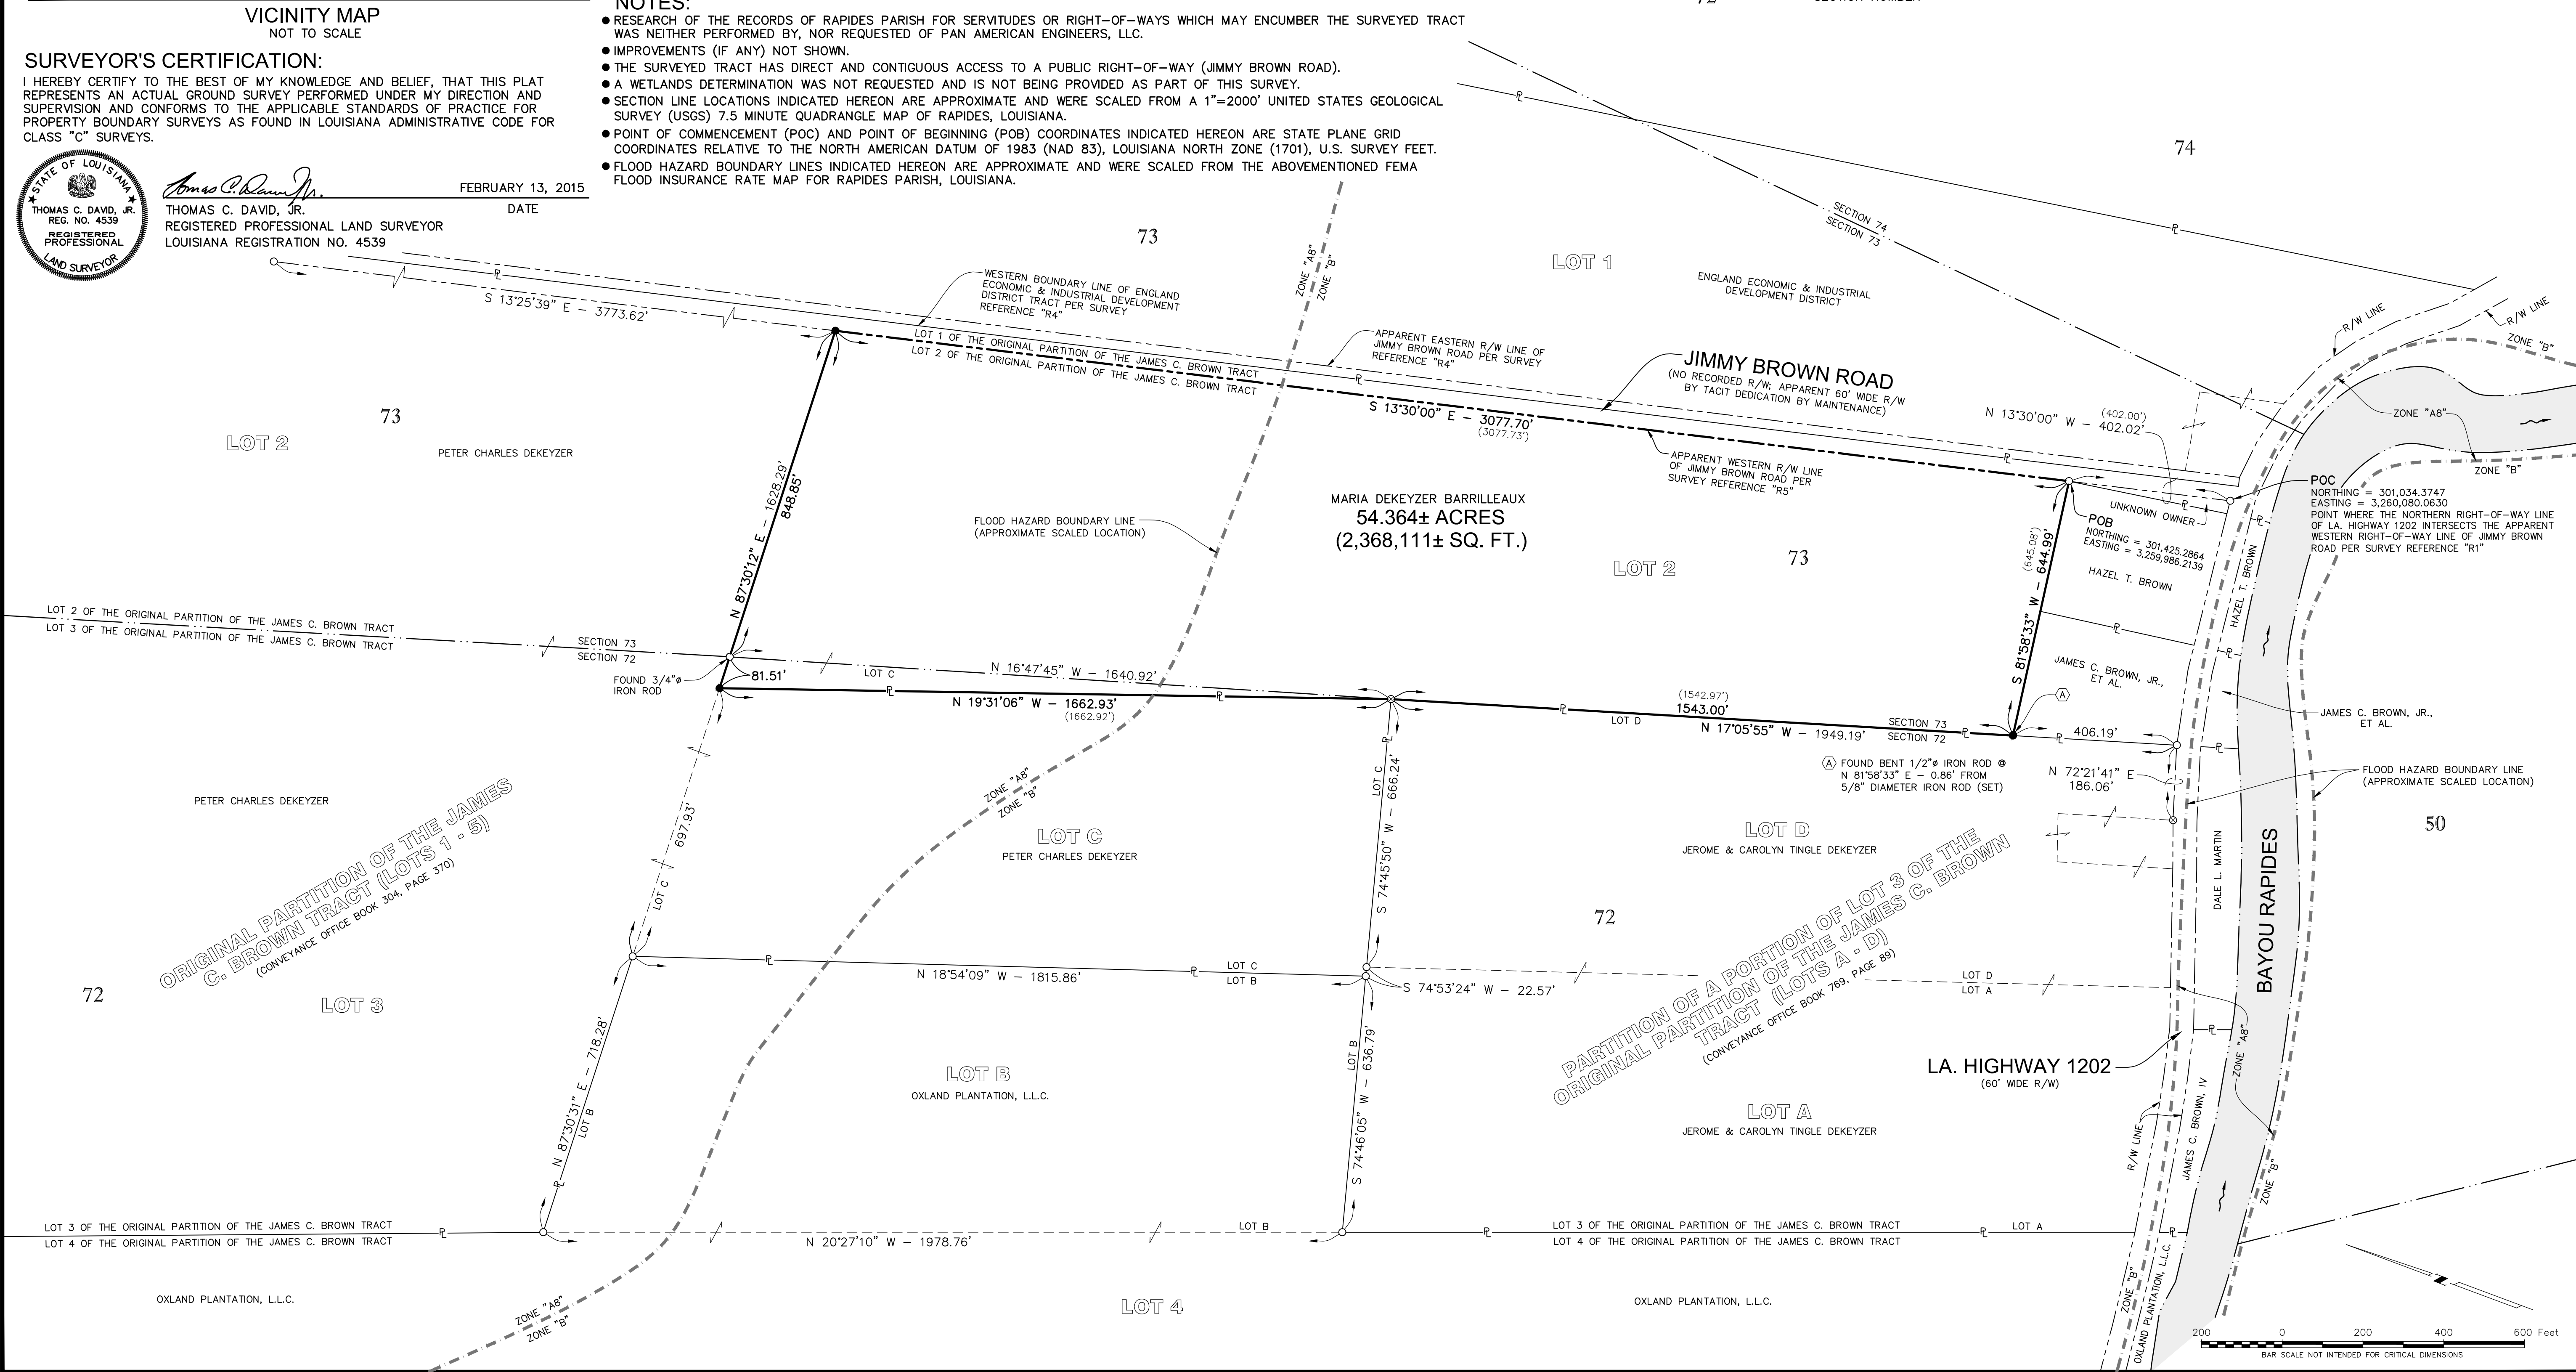 VICINITY MAP
NOT TO SCALE
SURVEYOR'S CERTIFICATION:
I HEREBY CERTIFY TO THE BEST OF MY KNOWLEDGE AND BELIEF, THAT THIS PLAT
REPRESENTS AN ACTUAL GROUND SURVEY PERFORMED UNDER MY DIRECTION AND
SUPERVISION AND CONFORMS TO THE APPLICABLE STANDARDS OF PRACTICE FOR
PROPERTY BOUNDARY SURVEYS AS FOUND IN LOUISIANA ADMINISTRATIVE CODE FOR
CLASS "C" SURVEYS.
STATE OF LOUISIANA
THOMAS C. DAVID, JR.
REG. NO. 4539
REGISTERED
PROFESSIONAL
LAND SURVEYOR
FEBRUARY 13, 2015
THOMAS C. DAVID, JR.
DATE
REGISTERED PROFESSIONAL LAND SURVEYOR
LOUISIANA REGISTRATION NO. 4539
NOTES:
● RESEARCH OF THE RECORDS OF RAPIDES PARISH FOR SERVITUDES OR RIGHT-OF-WAYS WHICH MAY ENCUMBER THE SURVEYED TRACT
WAS NEITHER PERFORMED BY, NOR REQUESTED OF PAN AMERICAN ENGINEERS, LLC.
● IMPROVEMENTS (IF ANY) NOT SHOWN.
● THE SURVEYED TRACT HAS DIRECT AND CONTIGUOUS ACCESS TO A PUBLIC RIGHT-OF-WAY (JIMMY BROWN ROAD).
● A WETLANDS DETERMINATION WAS NOT REQUESTED AND IS NOT BEING PROVIDED AS PART OF THIS SURVEY.
● SECTION LINE LOCATIONS INDICATED HEREON ARE APPROXIMATE AND WERE SCALED FROM A 1"=2000' UNITED STATES GEOLOGICAL
SURVEY (USGS) 7.5 MINUTE QUADRANGLE MAP OF RAPIDES, LOUISIANA.
● POINT OF COMMENCEMENT (POC) AND POINT OF BEGINNING (POB) COORDINATES INDICATED HEREON ARE STATE PLANE GRID
COORDINATES RELATIVE TO THE NORTH AMERICAN DATUM OF 1983 (NAD 83), LOUISIANA NORTH ZONE (1701), U.S. SURVEY FEET.
● FLOOD HAZARD BOUNDARY LINES INDICATED HEREON ARE APPROXIMATE AND WERE SCALED FROM THE ABOVEMENTIONED FEMA
FLOOD INSURANCE RATE MAP FOR RAPIDES PARISH, LOUISIANA.
74
SECTION 74
SECTION 73
73
LOT 1
ENGLAND ECONOMIC & INDUSTRIAL
DEVELOPMENT DISTRICT
ZONE "A8"
ZONE "B"
S 13°25'39" E - 3773.62'
WESTERN BOUNDARY LINE OF ENGLAND
ECONOMIC & INDUSTRIAL DEVELOPMENT
DISTRICT TRACT PER SURVEY
REFERENCE "R4"
LOT 1 OF THE ORIGINAL PARTITION OF THE JAMES C. BROWN TRACT
LOT 2 OF THE ORIGINAL PARTITION OF THE JAMES C. BROWN TRACT
APPARENT EASTERN R/W LINE OF
JIMMY BROWN ROAD PER SURVEY
REFERENCE "R4"
JIMMY BROWN ROAD
(NO RECORDED R/W; APPARENT 60' WIDE R/W
BY TACIT DEDICATION BY MAINTENANCE)
S 13°30'00" E - 3077.70'
(3077.73')
APPARENT WESTERN R/W LINE
OF JIMMY BROWN ROAD PER
SURVEY REFERENCE "R5"
(402.00')
N 13°30'00" W - 402.02'
R/W LINE
R/W LINE
ZONE "B"
ZONE "A8"
ZONE "B"
POC
NORTHING = 301,034.3747
EASTING = 3,260,080.0630
POINT WHERE THE NORTHERN RIGHT-OF-WAY LINE
OF LA. HIGHWAY 1202 INTERSECTS THE APPARENT
WESTERN RIGHT-OF-WAY LINE OF JIMMY BROWN
ROAD PER SURVEY REFERENCE "R1"
UNKNOWN OWNER
POB
NORTHING = 301,425.2864
EASTING = 3,259,986.2139
HAZEL T. BROWN
HAZEL T. BROWN
73
LOT 2
PETER CHARLES DEKEYZER
N 87°30'12" E - 1628.29'
848.85'
FLOOD HAZARD BOUNDARY LINE
(APPROXIMATE SCALED LOCATION)
MARIA DEKEYZER BARRILLEAUX
54.364± ACRES
(2,368,111± SQ. FT.)
LOT 2
73
(645.08')
S 81°58'33" W - 644.99'
JAMES C. BROWN, JR.,
ET AL.
JAMES C. BROWN, JR.,
ET AL.
LOT 2 OF THE ORIGINAL PARTITION OF THE JAMES C. BROWN TRACT
LOT 3 OF THE ORIGINAL PARTITION OF THE JAMES C. BROWN TRACT
SECTION 73
SECTION 72
FOUND 3/4"ø
IRON ROD
81.51'
LOT C
N 16°47'45" W - 1640.92'
N 19°31'06" W - 1662.93'
(1662.92')
(1542.97')
1543.00'
LOT D
N 17°05'55" W - 1949.19'
SECTION 73
SECTION 72
A
406.19'
A FOUND BENT 1/2"ø IRON ROD @
N 81°58'33" E - 0.86' FROM
5/8" DIAMETER IRON ROD (SET)
N 72°21'41" E
186.06'
FLOOD HAZARD BOUNDARY LINE
(APPROXIMATE SCALED LOCATION)
50
PETER CHARLES DEKEYZER
ORIGINAL PARTITION OF THE JAMES
C. BROWN TRACT (LOTS 1 - 5)
(CONVEYANCE OFFICE BOOK 304, PAGE 370)
697.93'
LOT C
ZONE "A8"
ZONE "B"
LOT C
PETER CHARLES DEKEYZER
LOT C
S 74°45'50" W - 666.24'
LOT D
JEROME & CAROLYN TINGLE DEKEYZER
72
PARTITION OF A PORTION OF LOT 3 OF THE
ORIGINAL PARTITION OF THE JAMES C. BROWN
TRACT (LOTS A - D)
(CONVEYANCE OFFICE BOOK 769, PAGE 89)
DALE L. MARTIN
BAYOU RAPIDES
72
LOT 3
N 18°54'09" W - 1815.86'
LOT C
LOT B
S 74°53'24" W - 22.57'
LOT D
LOT A
N 87°30'31" E - 718.28'
LOT B
LOT B
OXLAND PLANTATION, L.L.C.
LOT B
S 74°46'05" W - 636.79'
LOT A
JEROME & CAROLYN TINGLE DEKEYZER
LA. HIGHWAY 1202
(60' WIDE R/W)
ZONE "A8"
ZONE "B"
R/W LINE
JAMES C. BROWN, IV
LOT 3 OF THE ORIGINAL PARTITION OF THE JAMES C. BROWN TRACT
LOT 4 OF THE ORIGINAL PARTITION OF THE JAMES C. BROWN TRACT
N 20°27'10" W - 1978.76'
LOT B
LOT 3 OF THE ORIGINAL PARTITION OF THE JAMES C. BROWN TRACT
LOT 4 OF THE ORIGINAL PARTITION OF THE JAMES C. BROWN TRACT
LOT A
OXLAND PLANTATION, L.L.C.
ZONE "A8"
ZONE "B"
LOT 4
OXLAND PLANTATION, L.L.C.
ZONE "B"
OXLAND PLANTATION, L.L.C.
200 0 200 400 600 Feet
BAR SCALE NOT INTENDED FOR CRITICAL DIMENSIONS